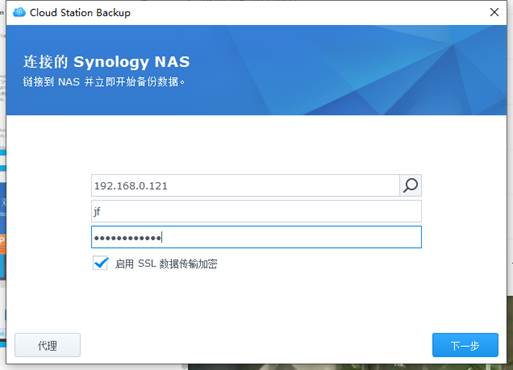 Cloud Station Backup
连接的 Synology NAS
链接到 NAS 并立即开始备份数据。
192.168.0.121
jf
••••••••••••
启用 SSL 数据传输加密
代理
下一步